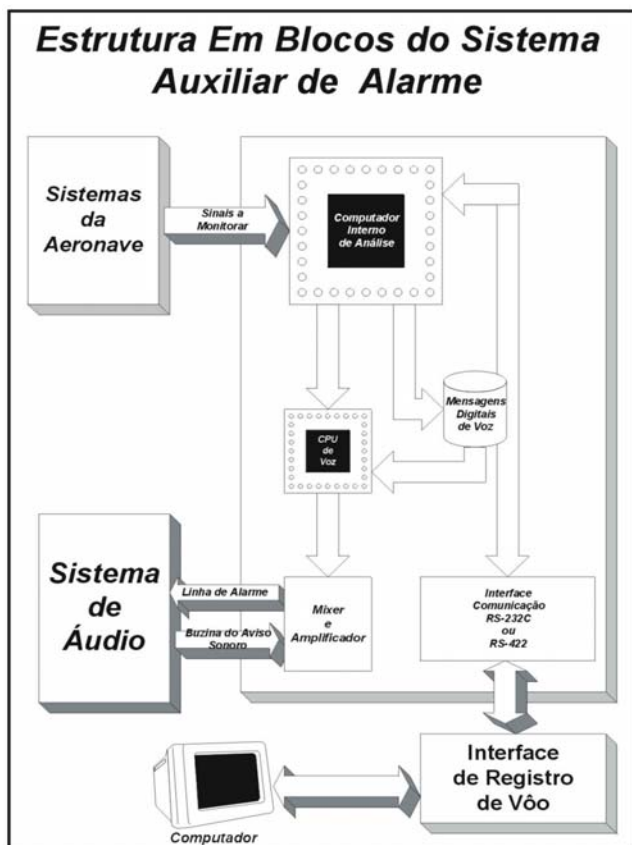 Estrutura Em Blocos do Sistema
Auxiliar de Alarme
Sistemas
da
Aeronave
Sinais a
Monitorar
Computador
Interno
de Análise
Mensagens
Digitais
de Voz
CPU
de
Voz
Sistema
de
Áudio
Linha de Alarme
Buzina do Aviso
Sonoro
Mixer
e
Amplificador
Interface
Comunicação
RS-232C
ou
RS-422
Interface
de Registro
de Vôo
Computador